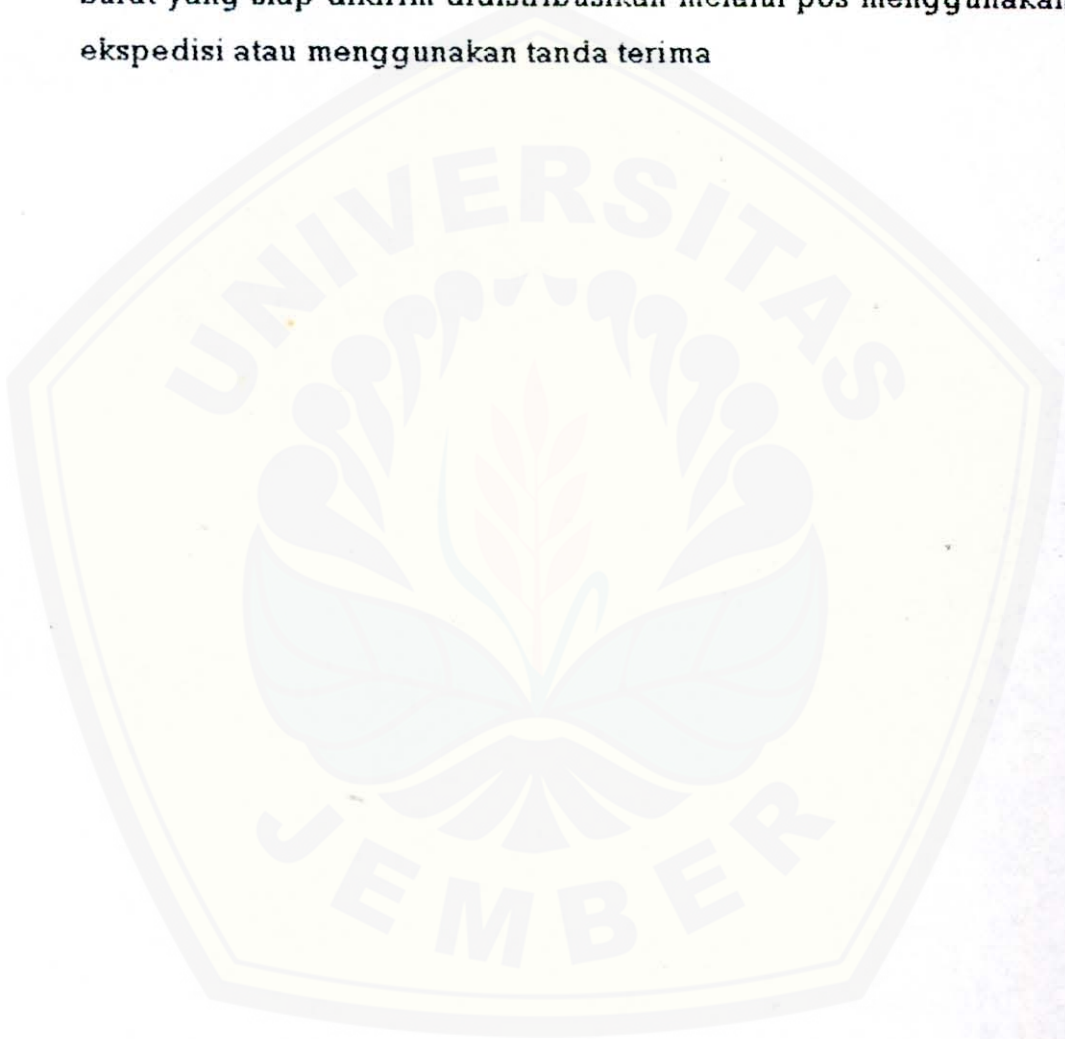 surat yang siap dikirim didistribusikan melalui pos menggunakan
ekspedisi atau menggunakan tanda terima
UNIVERSITAS
JEMBER